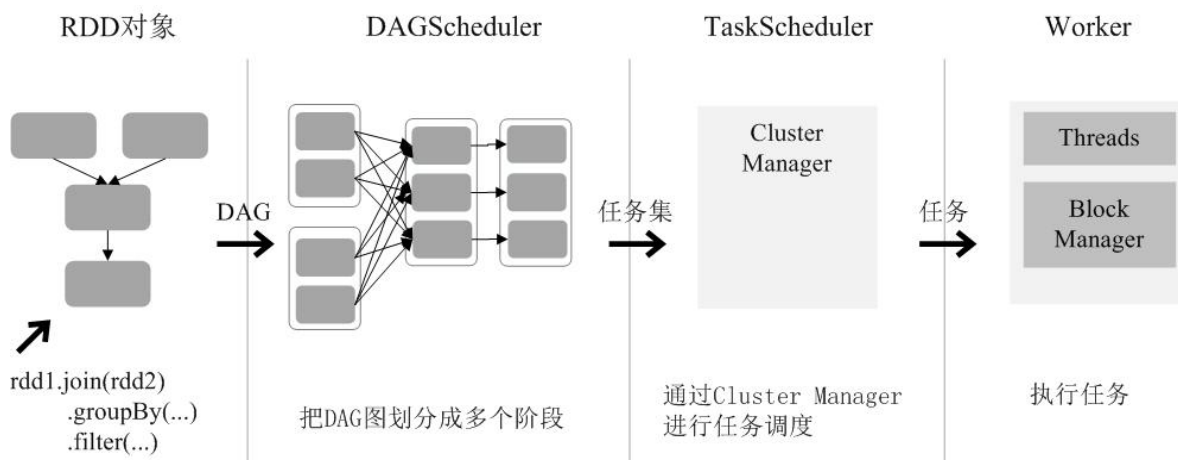 RDD对象
DAGScheduler
TaskScheduler
Worker
DAG
任务集
Cluster
Manager
任务
Threads
Block
Manager
rdd1.join(rdd2)
.groupBy(...)
.filter(...)
把DAG图划分成多个阶段
通过Cluster Manager
进行任务调度
执行任务